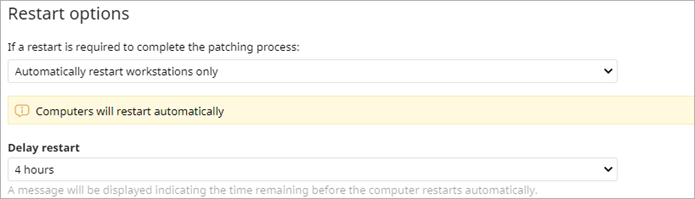 Restart options
If a restart is required to complete the patching process:
Automatically restart workstations only
Computers will restart automatically
Delay restart
4 hours
A message will be displayed indicating the time remaining before the computer restarts automatically.